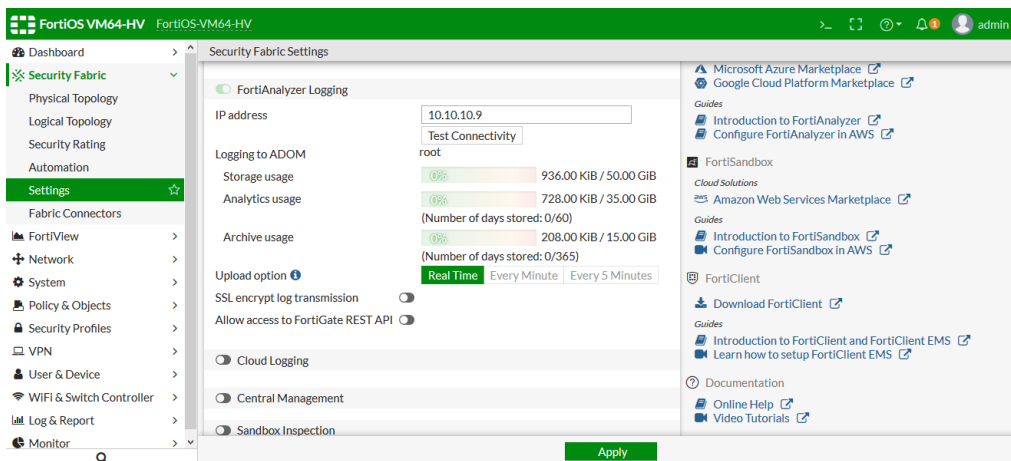 FortiOS VM64-HV FortiOS-VM64-HV
>_ admin
1
Dashboard
Security Fabric
Physical Topology
Logical Topology
Security Rating
Automation
Settings
Fabric Connectors
FortiView
Network
System
Policy & Objects
Security Profiles
VPN
User & Device
WiFi & Switch Controller
Log & Report
Monitor
Security Fabric Settings
FortiAnalyzer Logging
IP address 10.10.10.9
Test Connectivity
Logging to ADOM root
Storage usage 0% 936.00 KiB / 50.00 GiB
Analytics usage 0% 728.00 KiB / 35.00 GiB
(Number of days stored: 0/60)
Archive usage 0% 208.00 KiB / 15.00 GiB
(Number of days stored: 0/365)
Upload option Real Time Every Minute Every 5 Minutes
SSL encrypt log transmission
Allow access to FortiGate REST API
Cloud Logging
Central Management
Sandbox Inspection
Apply
Microsoft Azure Marketplace
Google Cloud Platform Marketplace
Guides
Introduction to FortiAnalyzer
Configure FortiAnalyzer in AWS
FortiSandbox
Cloud Solutions
aws Amazon Web Services Marketplace
Guides
Introduction to FortiSandbox
Configure FortiSandbox in AWS
FortiClient
Download FortiClient
Guides
Introduction to FortiClient and FortiClient EMS
Learn how to setup FortiClient EMS
Documentation
Online Help
Video Tutorials